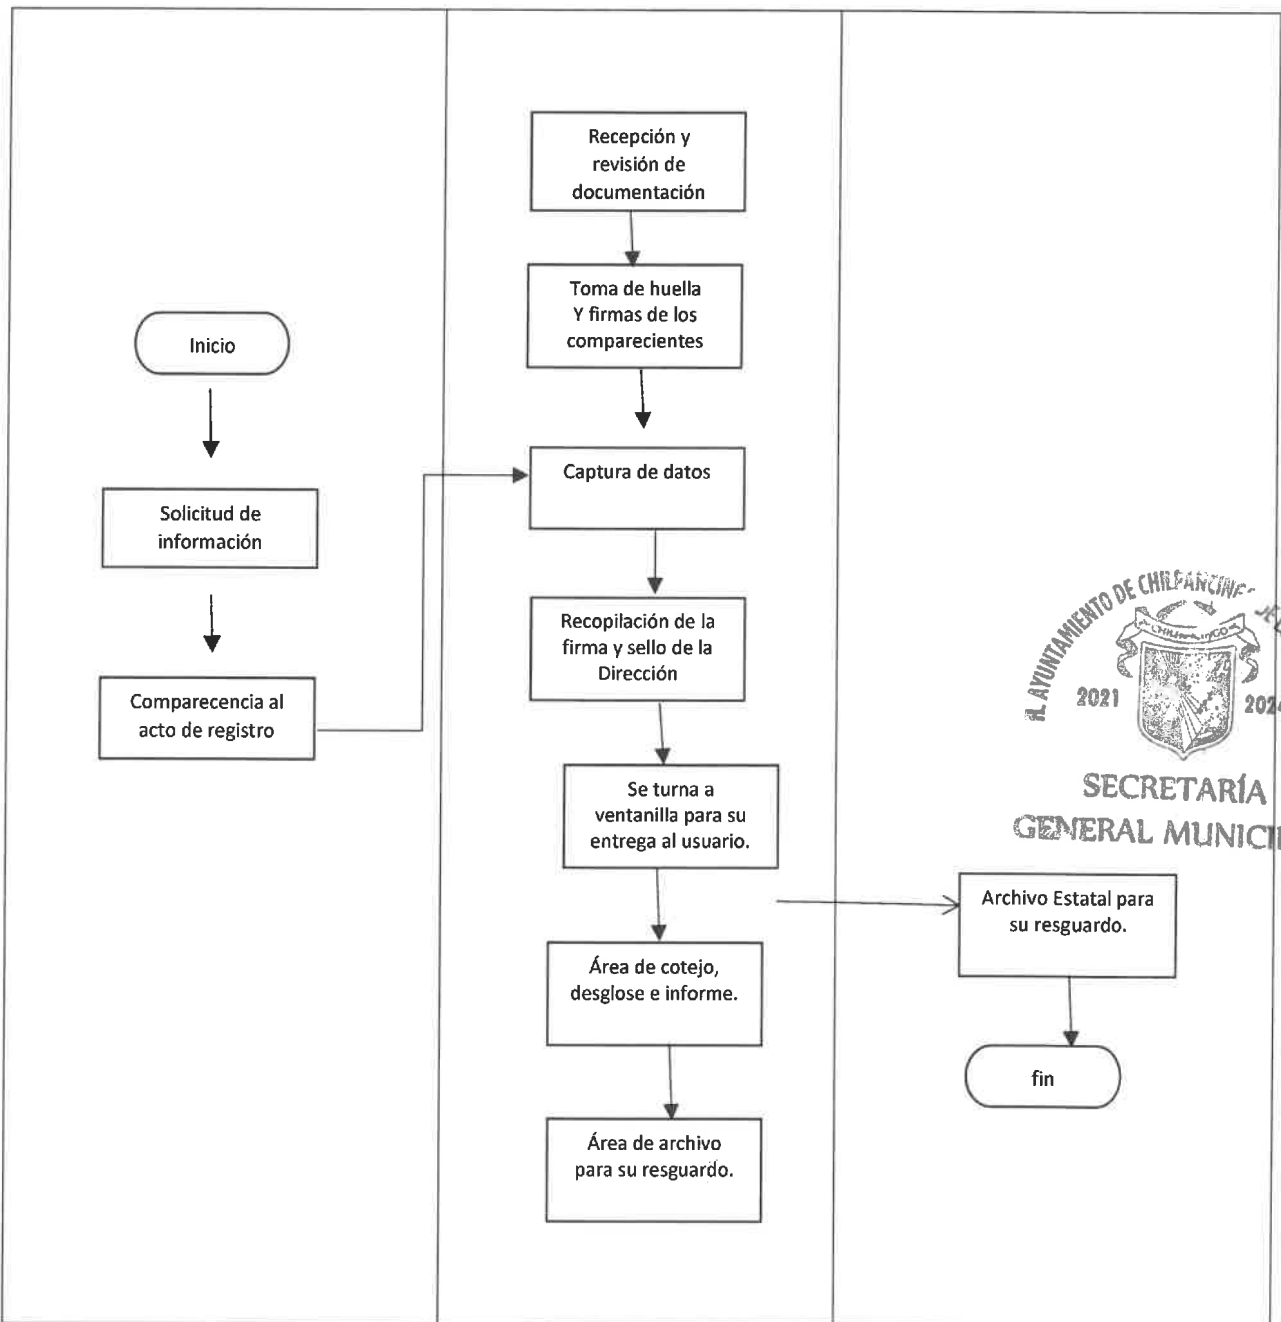 Inicio
Solicitud de
información
Comparecencia al
acto de registro
Recepción y
revisión de
documentación
Toma de huella
Y firmas de los
comparecientes
Captura de datos
Recopilación de la
firma y sello de la
Dirección
Se turna a
ventanilla para su
entrega al usuario.
Área de cotejo,
desglose e informe.
Área de archivo
para su resguardo.
H. AYUNTAMIENTO DE
2021
2024
SECRETARÍA
GENERAL
Archivo Estatal para
su resguardo.
fin